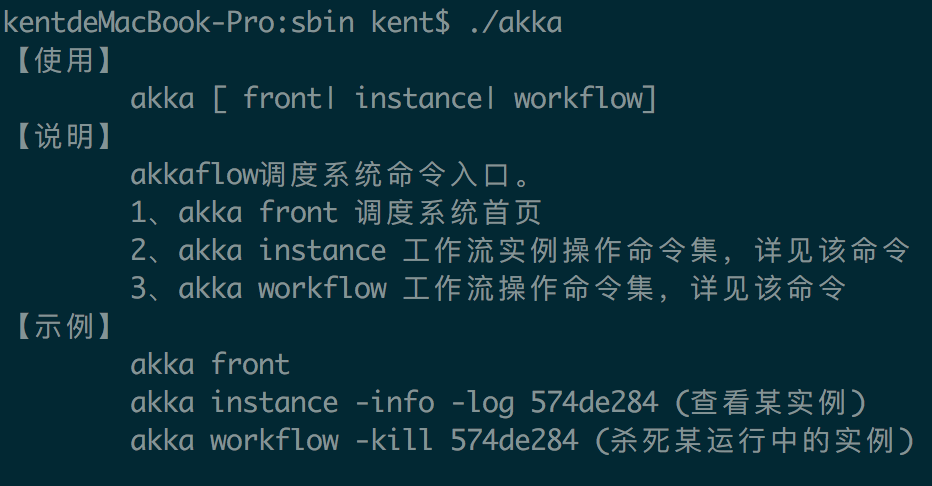 kentdeMacBook-Pro:sbin kent$ ./akka
【使用】
akka [ front| instance| workflow]
【说明】
akkaflow调度系统命令入口。
1、akka front 调度系统首页
2、akka instance 工作流实例操作命令集，详见该命令
3、akka workflow 工作流操作命令集，详见该命令
【示例】
akka front
akka instance -info -log 574de284 (查看某实例)
akka workflow -kill 574de284 (杀死某运行中的实例)